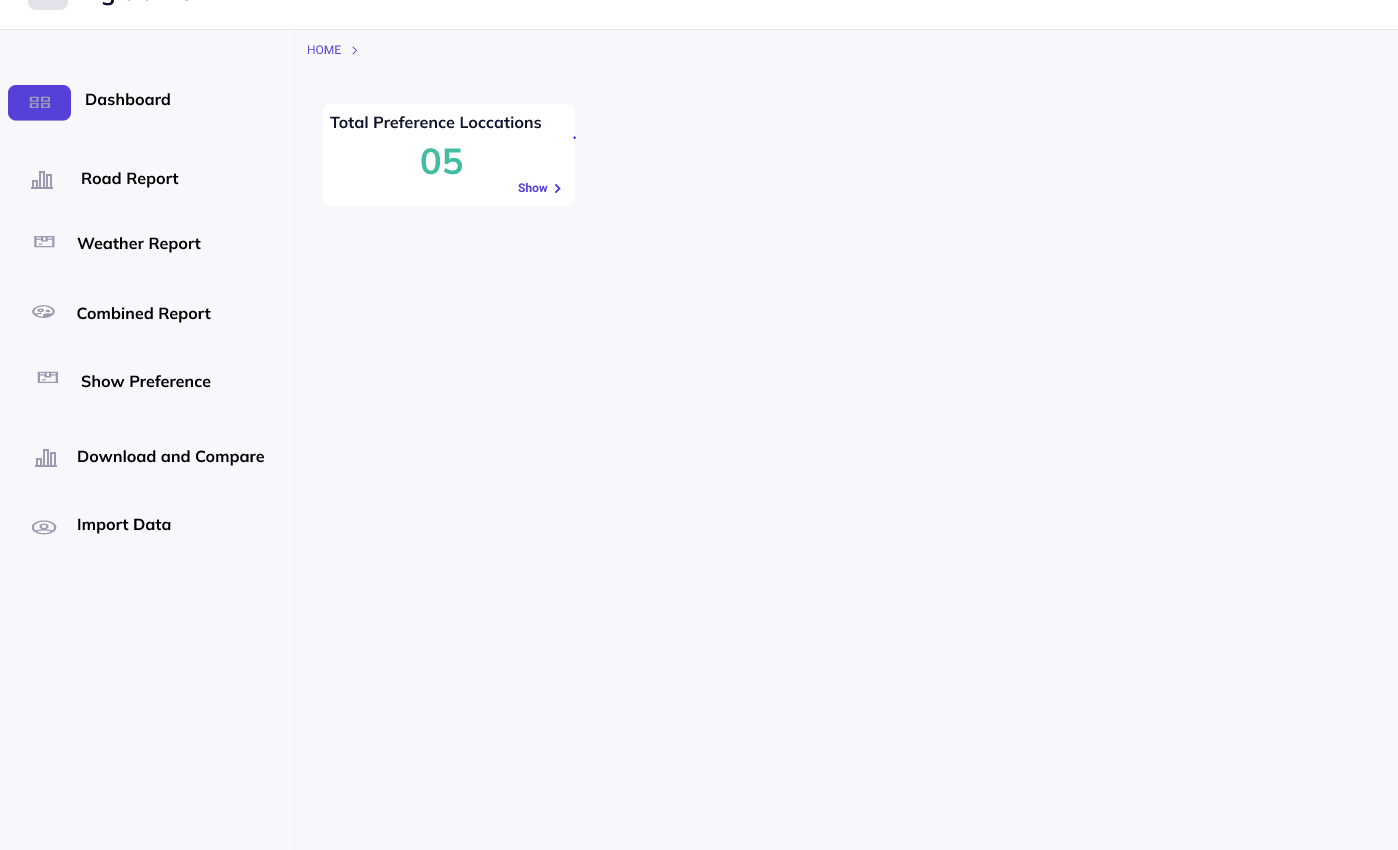 HOME
Dashboard
Total Preference Loccations
05
Show
Road Report
Weather Report
Combined Report
Show Preference
Download and Compare
Import Data